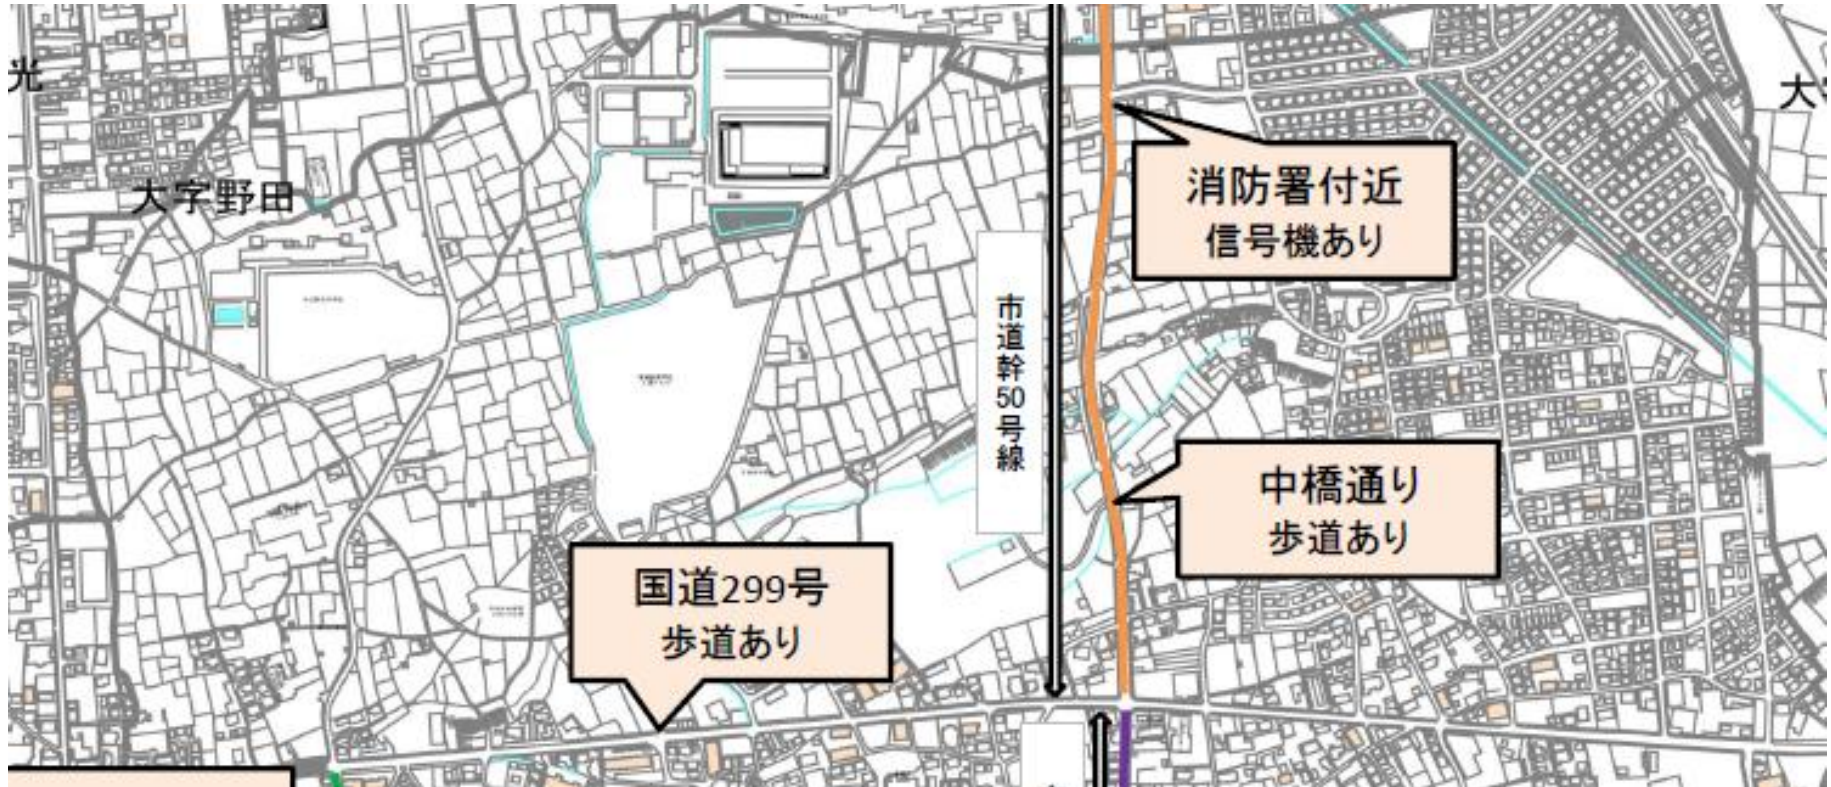 光
大字野田
大
消防署付近
信号機あり
市道幹50号線
中橋通り
歩道あり
国道299号
歩道あり